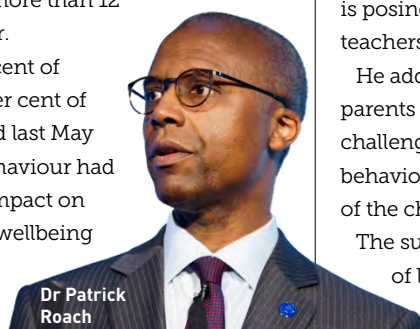 more than 12
r.
cent of
er cent of
d last May
haviour had
mpact on
wellbeing
Dr Patrick
Roach
is posing
teachers
He add
parents
challeng
behavio
of the ch
The su
of l